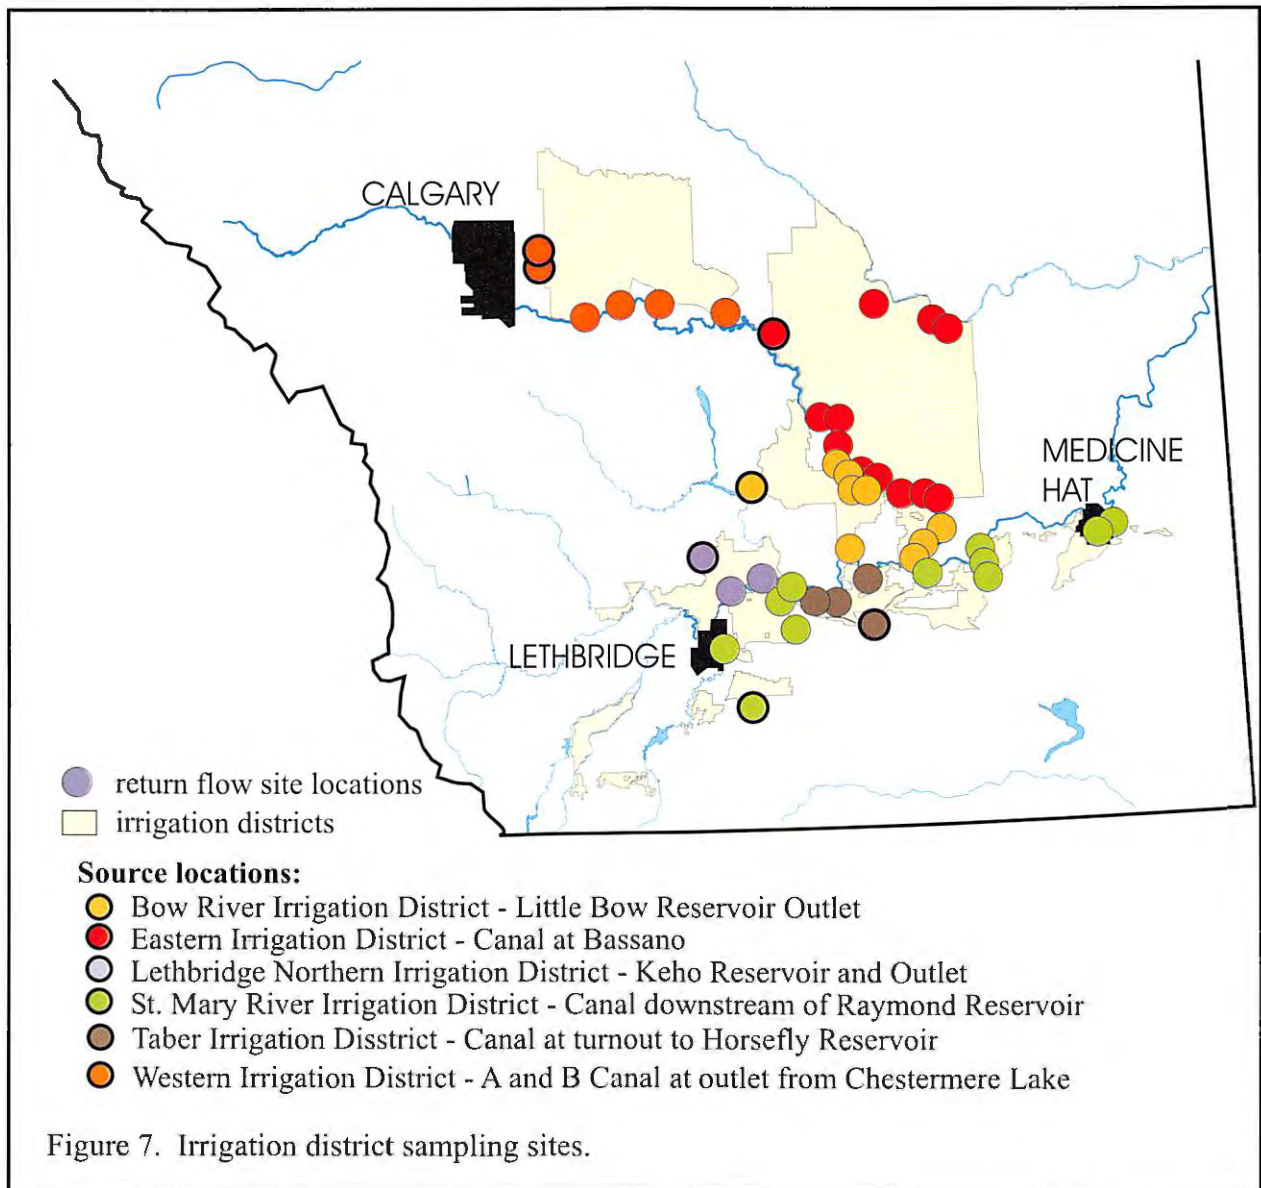 CALGARY
MEDICINE
HAT
LETHBRIDGE
return flow site locations
irrigation districts
Source locations:
Bow River Irrigation District - Little Bow Reservoir Outlet
Eastern Irrigation District - Canal at Bassano
Lethbridge Northern Irrigation District - Keho Reservoir and Outlet
St. Mary River Irrigation District - Canal downstream of Raymond Reservoir
Taber Irrigation Disstrict - Canal at turnout to Horsefly Reservoir
Western Irrigation District - A and B Canal at outlet from Chestermere Lake
Figure 7. Irrigation district sampling sites.